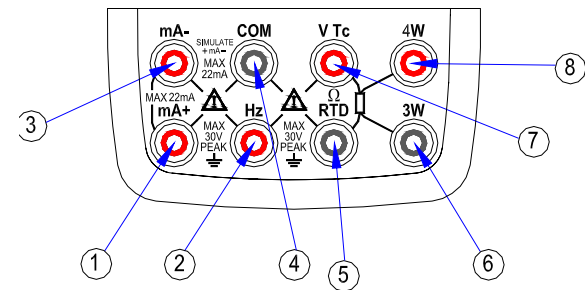 mA- COM V Tc 4W
SIMULATE
+ mA -
MAX
22mA
MAX 22mA
mA+ Hz Ω RTD 3W
MAX
30V
PEAK
MAX
30V
PEAK
1 2 3 4 5 6 7 8